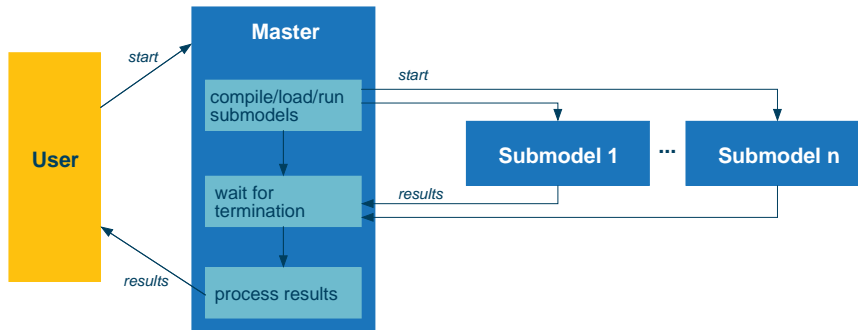 Master
start
start
compile/load/run
submodels
User
Submodel 1
...
Submodel n
wait for
termination
results
results
process results